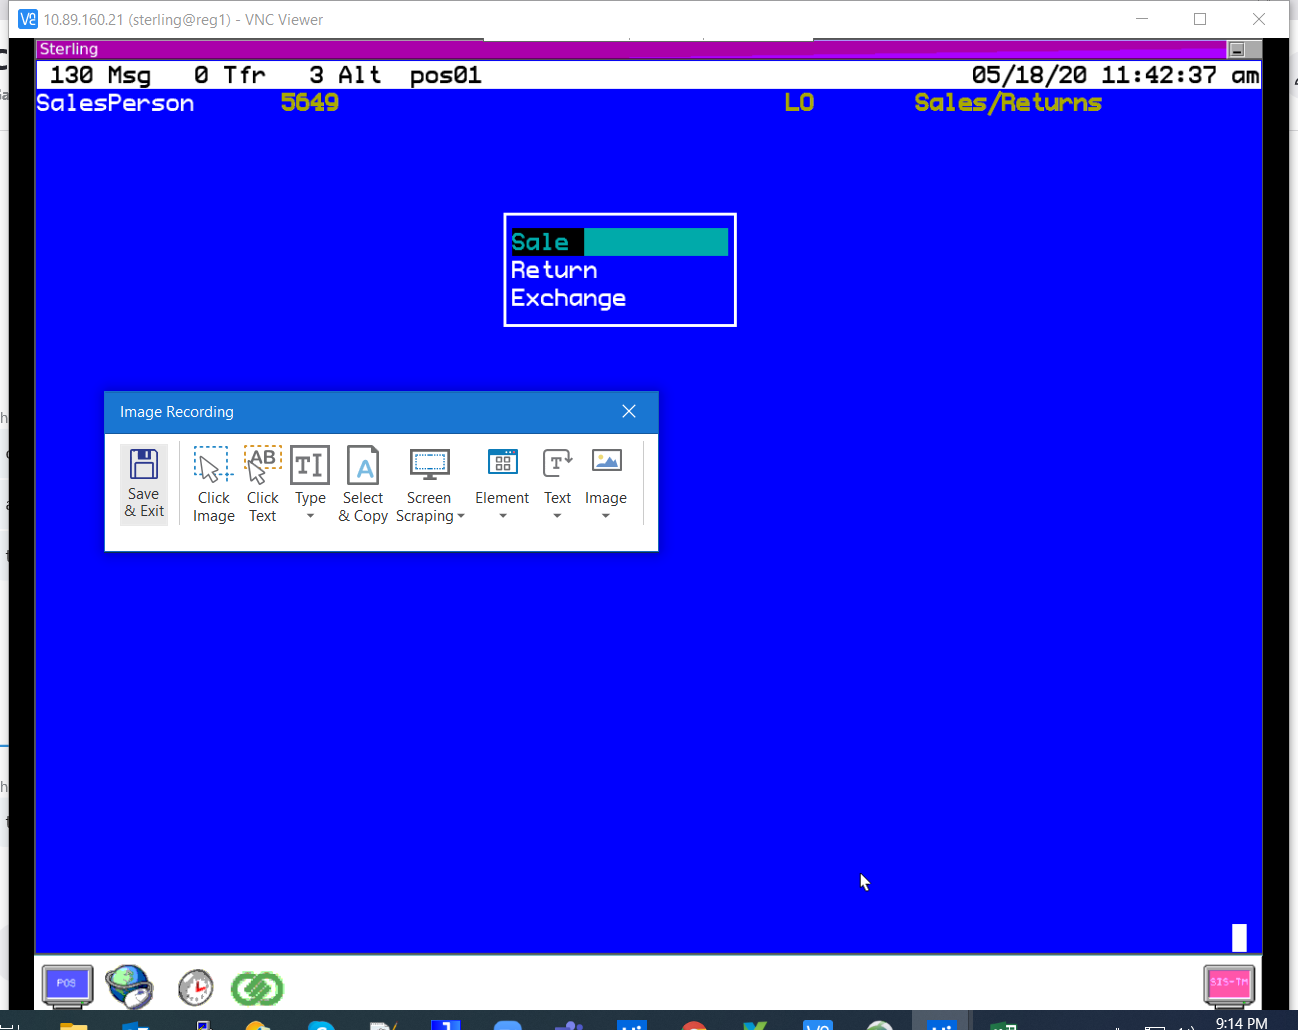 10.89.160.21 (sterling@reg1) - VNC Viewer
Sterling
130 Msg 0 Tfr 3 Alt pos01 05/18/20 11:42:37 am
SalesPerson 5649 LO Sales/Returns
Sale
Return
Exchange
Image Recording
Save & Exit
Click Image
Click Text
Type
Select & Copy
Screen Scraping
Element
Text
Image
POS
SIS-TM
9:14 PM